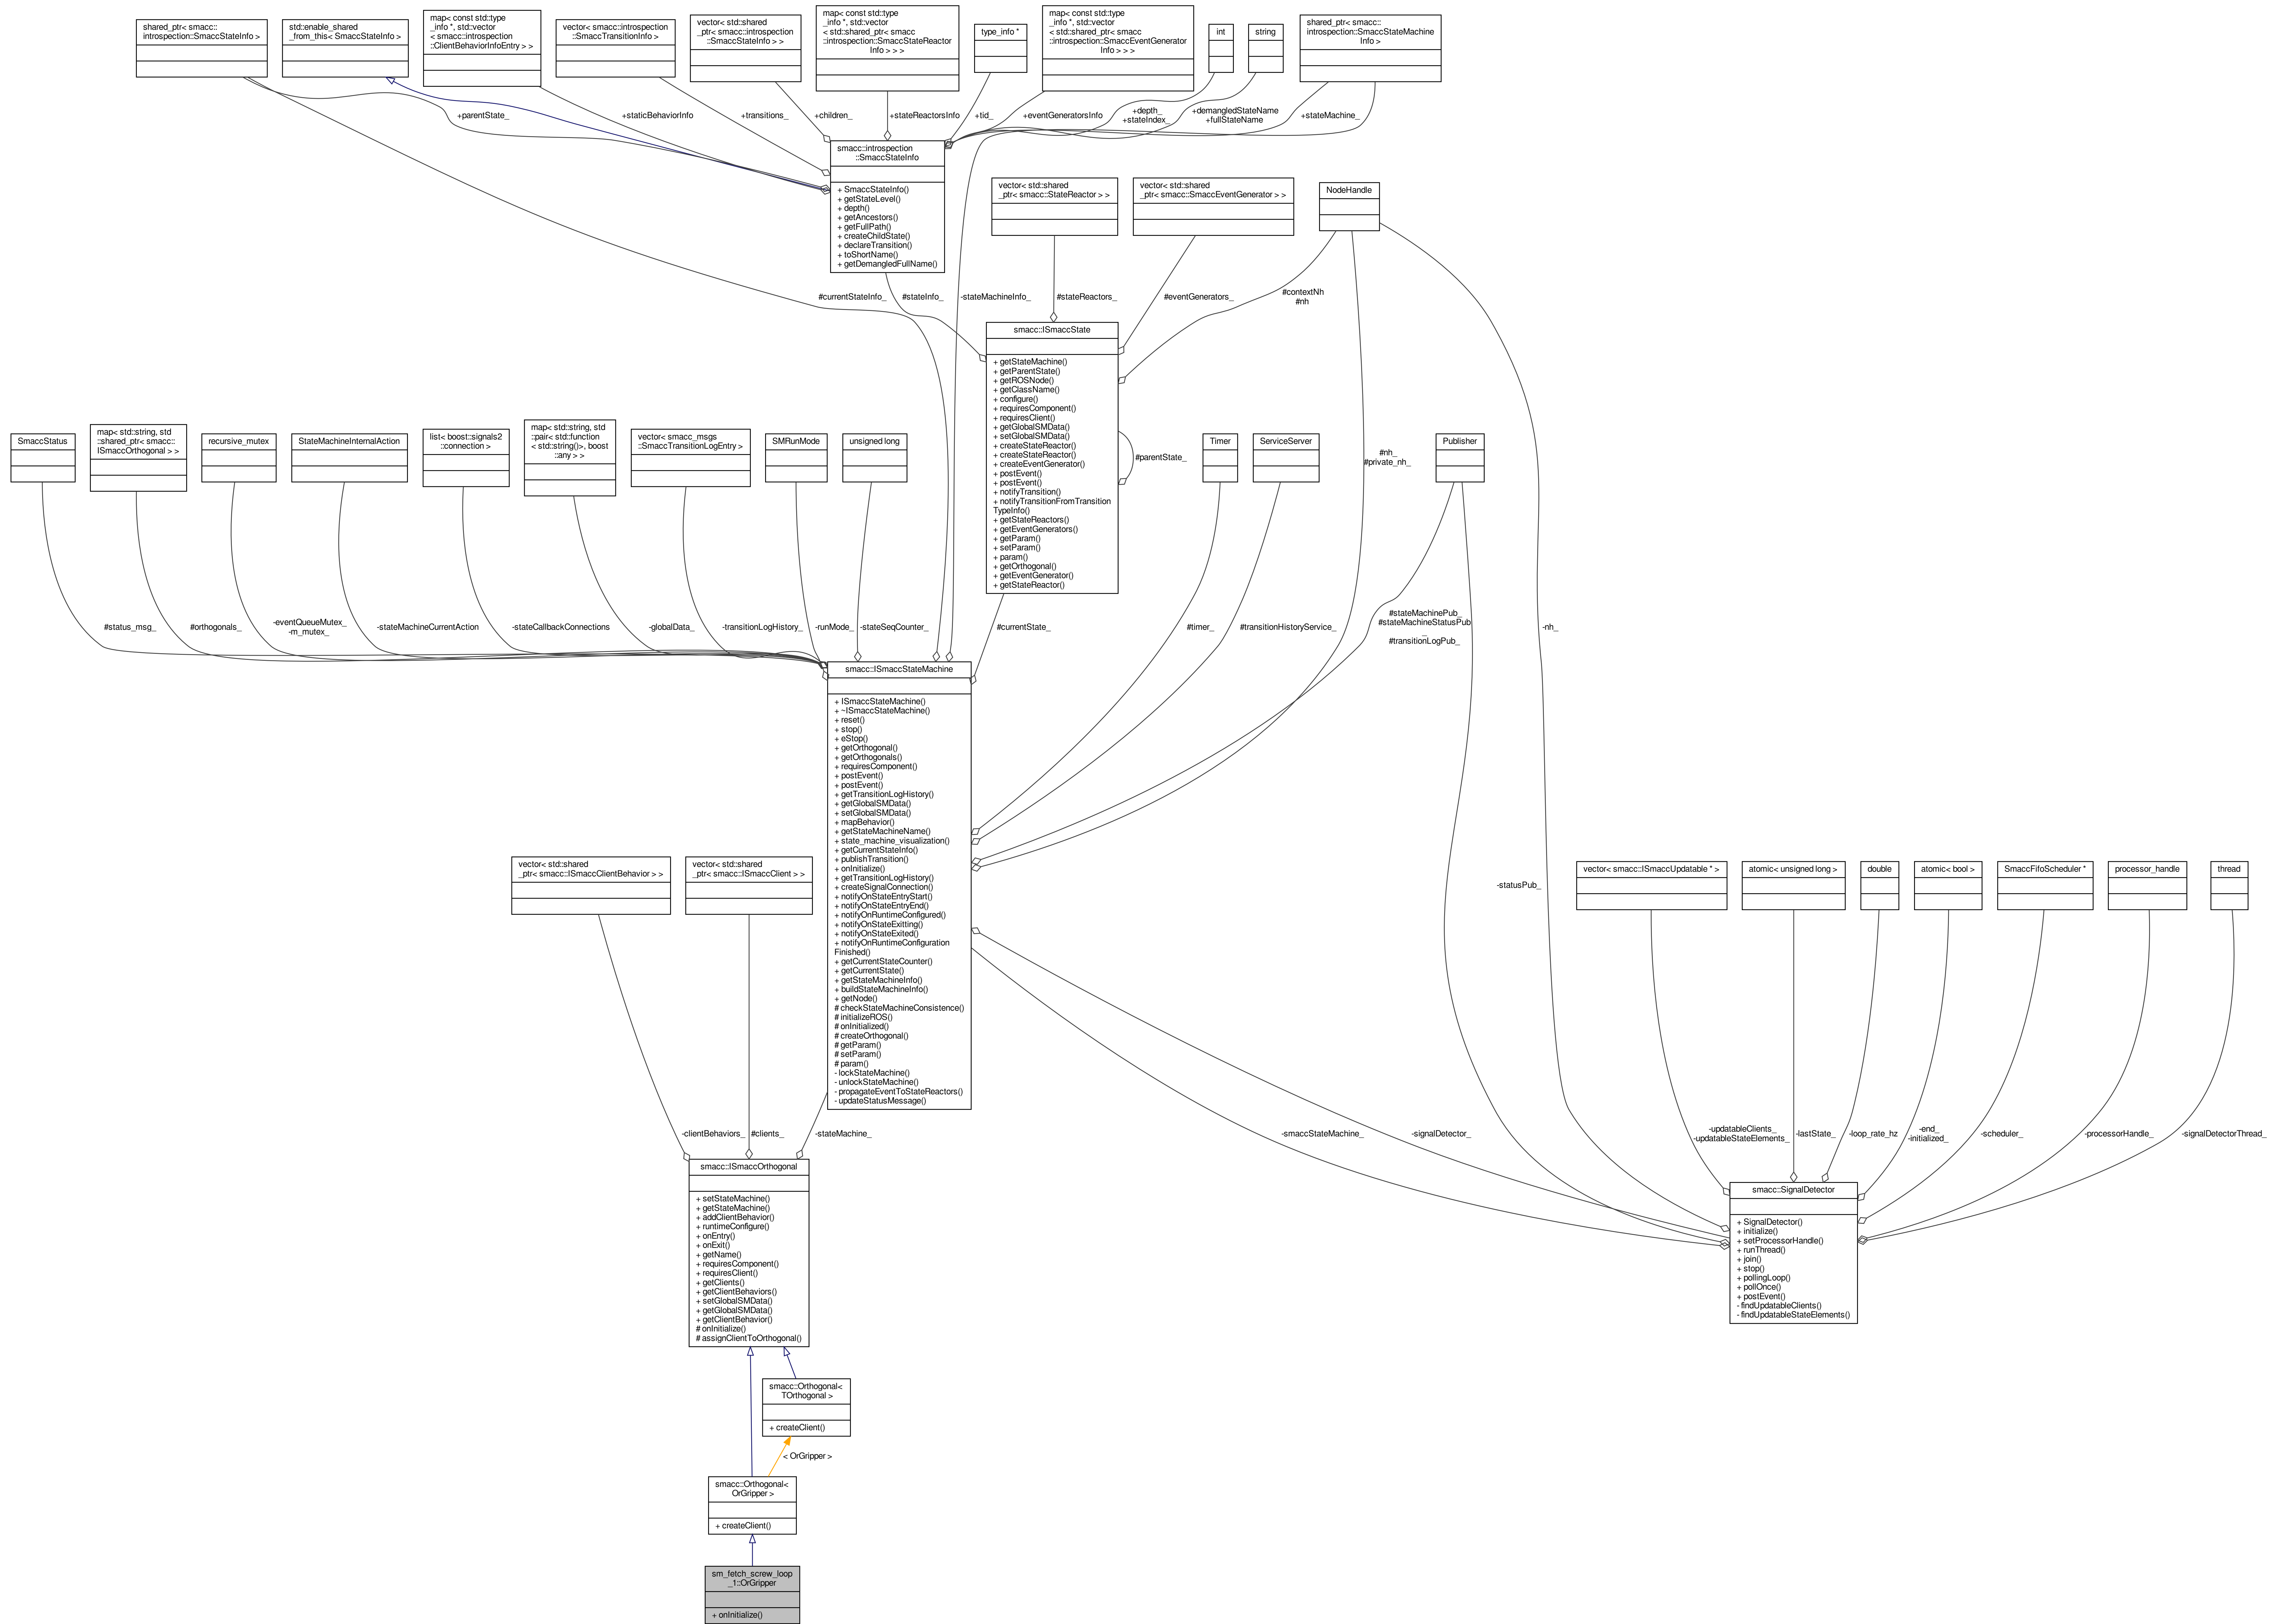 shared_ptr< smacc::
introspection::SmaccStateInfo >
std::enable_shared
_from_this< SmaccStateInfo >
map< const std::type
_info *, std::vector
< smacc::introspection
::ClientBehaviorInfoEntry > >
vector< smacc::introspection
::SmaccTransitionInfo >
vector< std::shared
_ptr< smacc::introspection
::SmaccStateInfo > >
map< const std::type
_info *, std::vector
< std::shared_ptr< smacc
::introspection::SmaccStateReactor
Info > > >
type_info *
map< const std::type
_info *, std::vector
< std::shared_ptr< smacc
::introspection::SmaccEventGenerator
Info > > >
int
string
shared_ptr< smacc::
introspection::SmaccStateMachine
Info >
+parentState_
+staticBehaviorInfo
+transitions_
+children_
+stateReactorsInfo
+tid_
+eventGeneratorsInfo
+depth_
+stateIndex_
+demangledStateName
+fullStateName
+stateMachine_
smacc::introspection
::SmaccStateInfo
+ SmaccStateInfo()
+ getStateLevel()
+ depth()
+ getAncestors()
+ getFullPath()
+ createChildState()
+ declareTransition()
+ toShortName()
+ getDemangledFullName()
vector< std::shared
_ptr< smacc::StateReactor > >
vector< std::shared
_ptr< smacc::SmaccEventGenerator > >
NodeHandle
#currentStateInfo_
#stateInfo_
-stateMachineInfo_
#stateReactors_
#eventGenerators_
#contextNh
#nh
smacc::ISmaccState
+ getStateMachine()
+ getParentState()
+ getROSNode()
+ getClassName()
+ configure()
+ requiresComponent()
+ requiresClient()
+ getGlobalSMData()
+ setGlobalSMData()
+ createStateReactor()
+ createStateReactor()
+ createEventGenerator()
+ postEvent()
+ postEvent()
+ notifyTransition()
+ notifyTransitionFromTransition
TypeInfo()
+ getStateReactors()
+ getEventGenerators()
+ getParam()
+ setParam()
+ param()
+ getOrthogonal()
+ getEventGenerator()
+ getStateReactor()
#parentState_
SmaccStatus
map< std::string, std
::shared_ptr< smacc::
ISmaccOrthogonal > >
recursive_mutex
StateMachineInternalAction
list< boost::signals2
::connection >
map< std::string, std
::pair< std::function
< std::string()>, boost
::any > >
vector< smacc_msgs
::SmaccTransitionLogEntry >
SMRunMode
unsigned long
Timer
ServiceServer
#nh_
#private_nh_
Publisher
#status_msg_
#orthogonals_
-eventQueueMutex_
-m_mutex_
-stateMachineCurrentAction
-stateCallbackConnections
-globalData_
-transitionLogHistory_
-runMode_
-stateSeqCounter_
#currentState_
#timer_
#transitionHistoryService_
#stateMachinePub_
#stateMachineStatusPub
_
#transitionLogPub_
-nh_
smacc::ISmaccStateMachine
+ ISmaccStateMachine()
+ ~ISmaccStateMachine()
+ reset()
+ stop()
+ eStop()
+ getOrthogonal()
+ getOrthogonals()
+ requiresComponent()
+ postEvent()
+ postEvent()
+ getTransitionLogHistory()
+ getGlobalSMData()
+ setGlobalSMData()
+ mapBehavior()
+ getStateMachineName()
+ state_machine_visualization()
+ getCurrentStateInfo()
+ publishTransition()
+ onInitialize()
+ getTransitionLogHistory()
+ createSignalConnection()
+ notifyOnStateEntryStart()
+ notifyOnStateEntryEnd()
+ notifyOnRuntimeConfigured()
+ notifyOnStateExitting()
+ notifyOnStateExited()
+ notifyOnRuntimeConfiguration
Finished()
+ getCurrentStateCounter()
+ getCurrentState()
+ getStateMachineInfo()
+ buildStateMachineInfo()
+ getNode()
# checkStateMachineConsistence()
# initializeROS()
# onInitialized()
# createOrthogonal()
# getParam()
# setParam()
# param()
- lockStateMachine()
- unlockStateMachine()
- propagateEventToStateReactors()
- updateStatusMessage()
vector< std::shared
_ptr< smacc::ISmaccClientBehavior > >
vector< std::shared
_ptr< smacc::ISmaccClient > >
-statusPub_
vector< smacc::ISmaccUpdatable * >
atomic< unsigned long >
double
atomic< bool >
SmaccFifoScheduler *
processor_handle
thread
-clientBehaviors_
#clients_
-stateMachine_
-smaccStateMachine_
-signalDetector_
-updatableClients_
-updatableStateElements_
-lastState_
-loop_rate_hz
-end_
-initialized_
-scheduler_
-processorHandle_
-signalDetectorThread_
smacc::ISmaccOrthogonal
+ setStateMachine()
+ getStateMachine()
+ addClientBehavior()
+ runtimeConfigure()
+ onEntry()
+ onExit()
+ getName()
+ requiresComponent()
+ requiresClient()
+ getClients()
+ getClientBehaviors()
+ setGlobalSMData()
+ getGlobalSMData()
+ getClientBehavior()
# onInitialize()
# assignClientToOrthogonal()
smacc::SignalDetector
+ SignalDetector()
+ initialize()
+ setProcessorHandle()
+ runThread()
+ join()
+ stop()
+ pollingLoop()
+ pollOnce()
+ postEvent()
- findUpdatableClients()
- findUpdatableStateElements()
smacc::Orthogonal<
TOrthogonal >
+ createClient()
< OrGripper >
smacc::Orthogonal<
OrGripper >
+ createClient()
sm_fetch_screw_loop
_1::OrGripper
+ onInitialize()